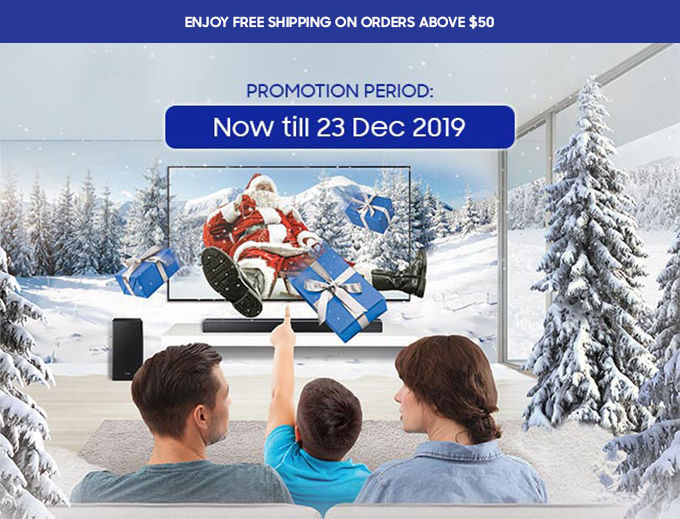 ENJOY FREE SHIPPING ON ORDERS ABOVE $50
PROMOTION PERIOD:
Now till 23 Dec 2019